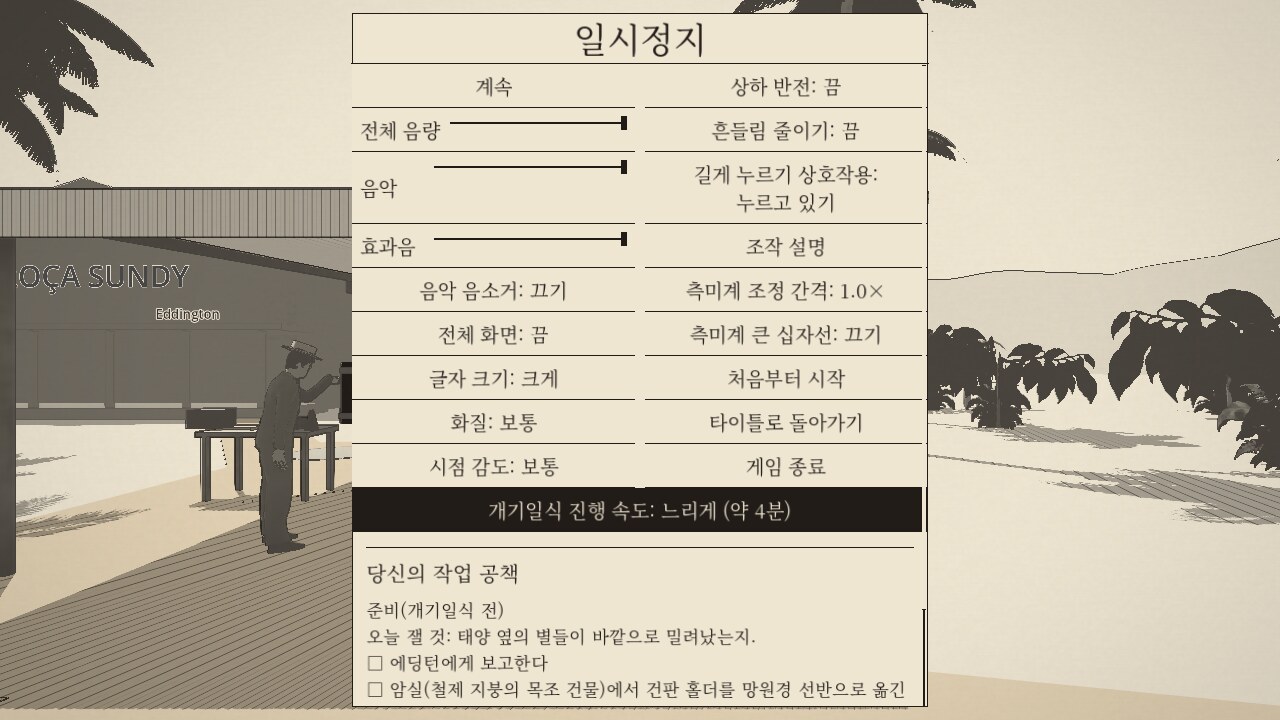 일시정지
계속
상하 반전: 끔
전체 음량
흔들림 줄이기: 끔
음악
길게 누르기 상호작용:
누르고 있기
효과음
조작 설명
음악 음소거: 끄기
측미계 조정 간격: 1.0×
전체 화면: 끔
측미계 큰 십자선: 끄기
글자 크기: 크게
처음부터 시작
화질: 보통
타이틀로 돌아가기
시점 감도: 보통
게임 종료
개기일식 진행 속도: 느리게 (약 4분)
당신의 작업 공책
준비(개기일식 전)
오늘 잴 것: 태양 옆의 별들이 바깥으로 밀려났는지.
□ 에딩턴에게 보고한다
□ 암실(철제 지붕의 목조 건물)에서 건판 홀더를 망원경 선반으로 옮긴
OÇA SUNDY
Eddington